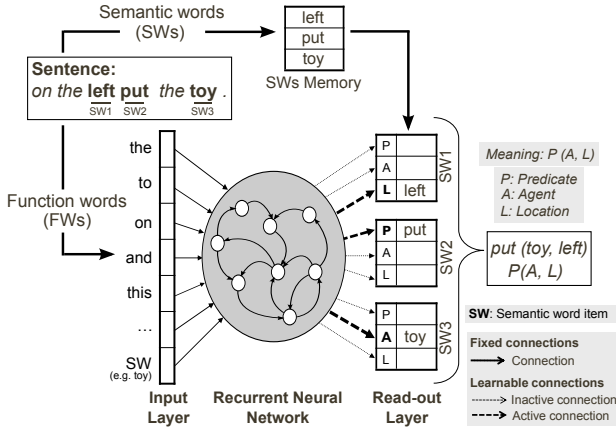 Semantic words
(SWs)
left
put
toy
SWs Memory
Sentence:
on the left put the toy .
SW1 SW2 SW3
Function words
(FWs)
the
to
on
and
this
...
SW
(e.g. toy)
Input
Layer
Recurrent Neural
Network
Read-out
Layer
P
A
L left
SW1
P put
A
L
SW2
P
A toy
L
SW3
Meaning: P (A, L)
P: Predicate
A: Agent
L: Location
put (toy, left)
P(A, L)
SW: Semantic word item
Fixed connections
Connection
Learnable connections
Inactive connection
Active connection